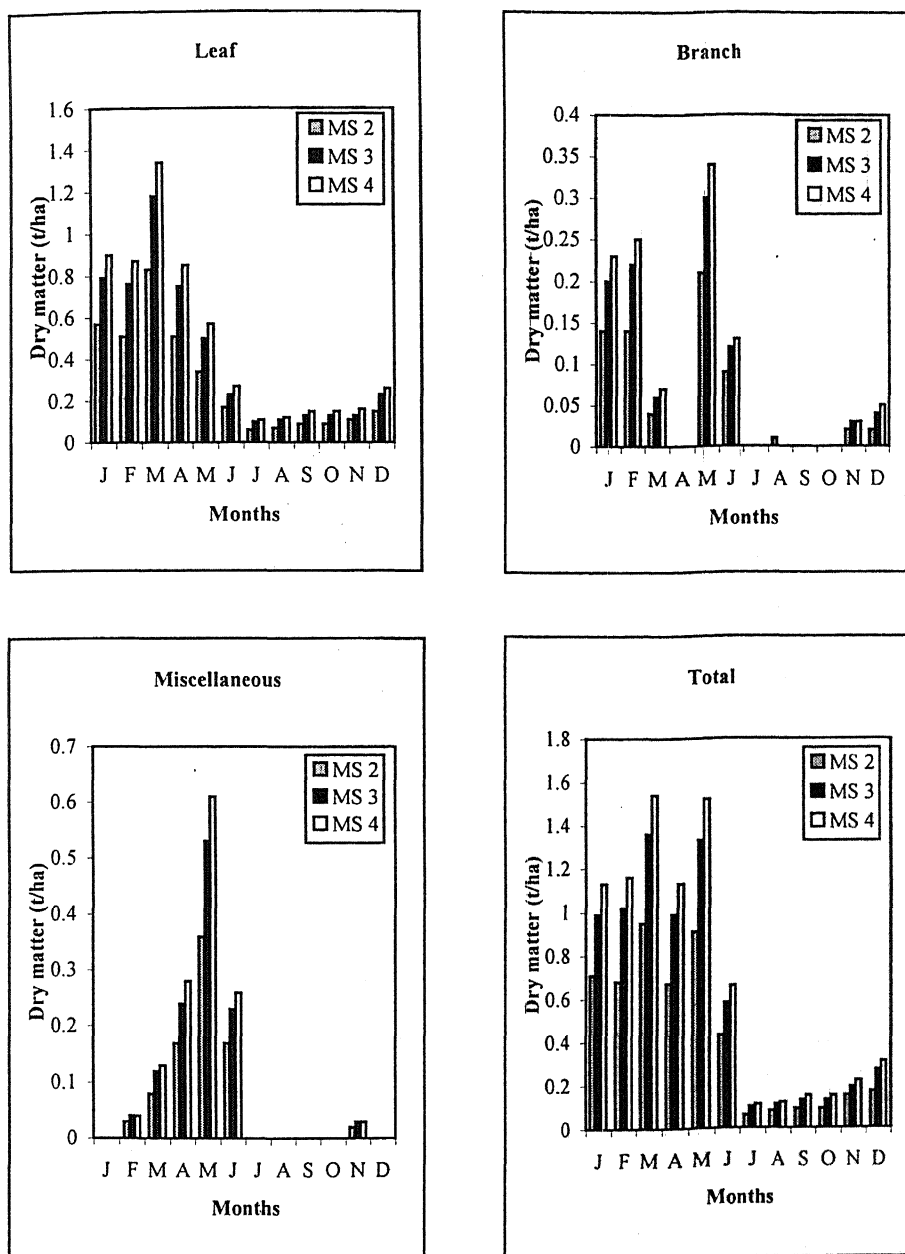 Leaf
1.6
1.4
1.2
1
0.8
0.6
0.4
0.2
0
Dry matter (t/ha)
MS 2
MS 3
MS 4
J F M A M J J A S O N D
Months
Branch
0.4
0.35
0.3
0.25
0.2
0.15
0.1
0.05
0
Dry matter (t/ha)
MS 2
MS 3
MS 4
J F M A M J J A S O N D
Months
Miscellaneous
0.7
0.6
0.5
0.4
0.3
0.2
0.1
0
Dry matter (t/ha)
MS 2
MS 3
MS 4
J F M A M J J A S O N D
Months
Total
1.8
1.6
1.4
1.2
1
0.8
0.6
0.4
0.2
0
Dry matter (t/ha)
MS 2
MS 3
MS 4
J F M A M J J A S O N D
Months